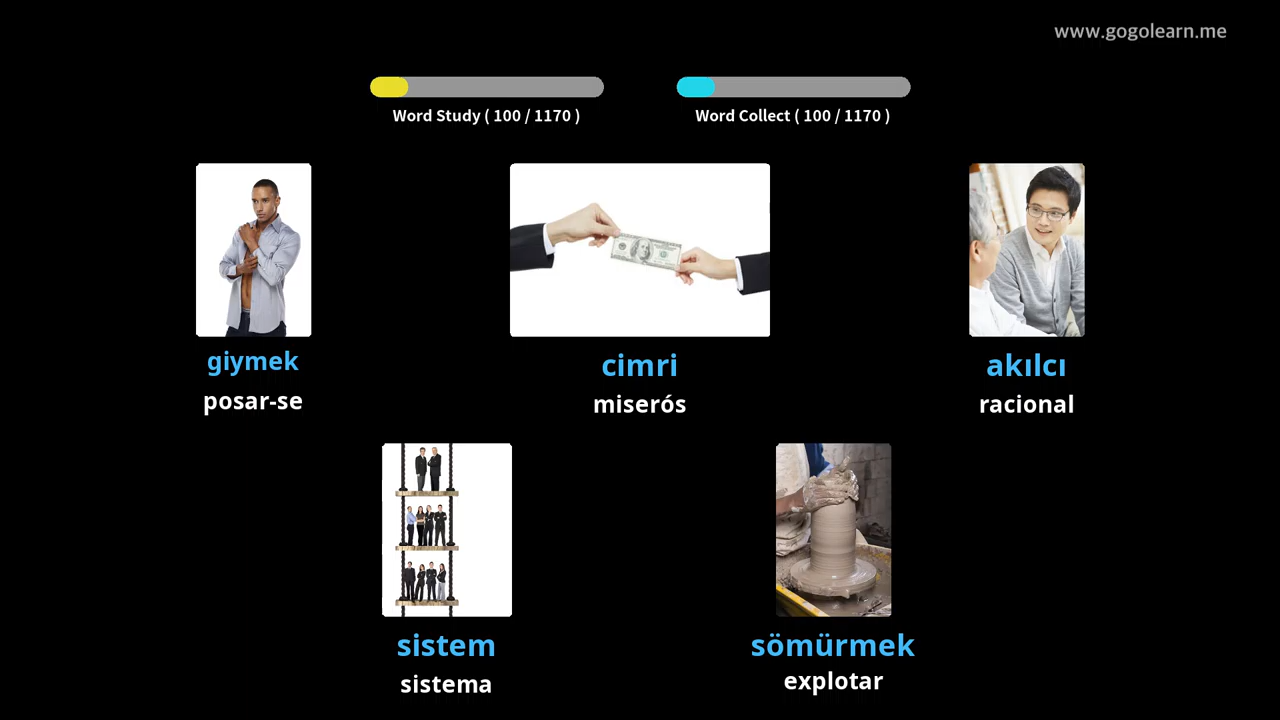 www.gogolearn.me
Word Study ( 100 / 1170 )
Word Collect ( 100 / 1170 )
giymek
posar-se
cimri
miserós
akılcı
racional
sistem
sistema
sömürmek
explotar